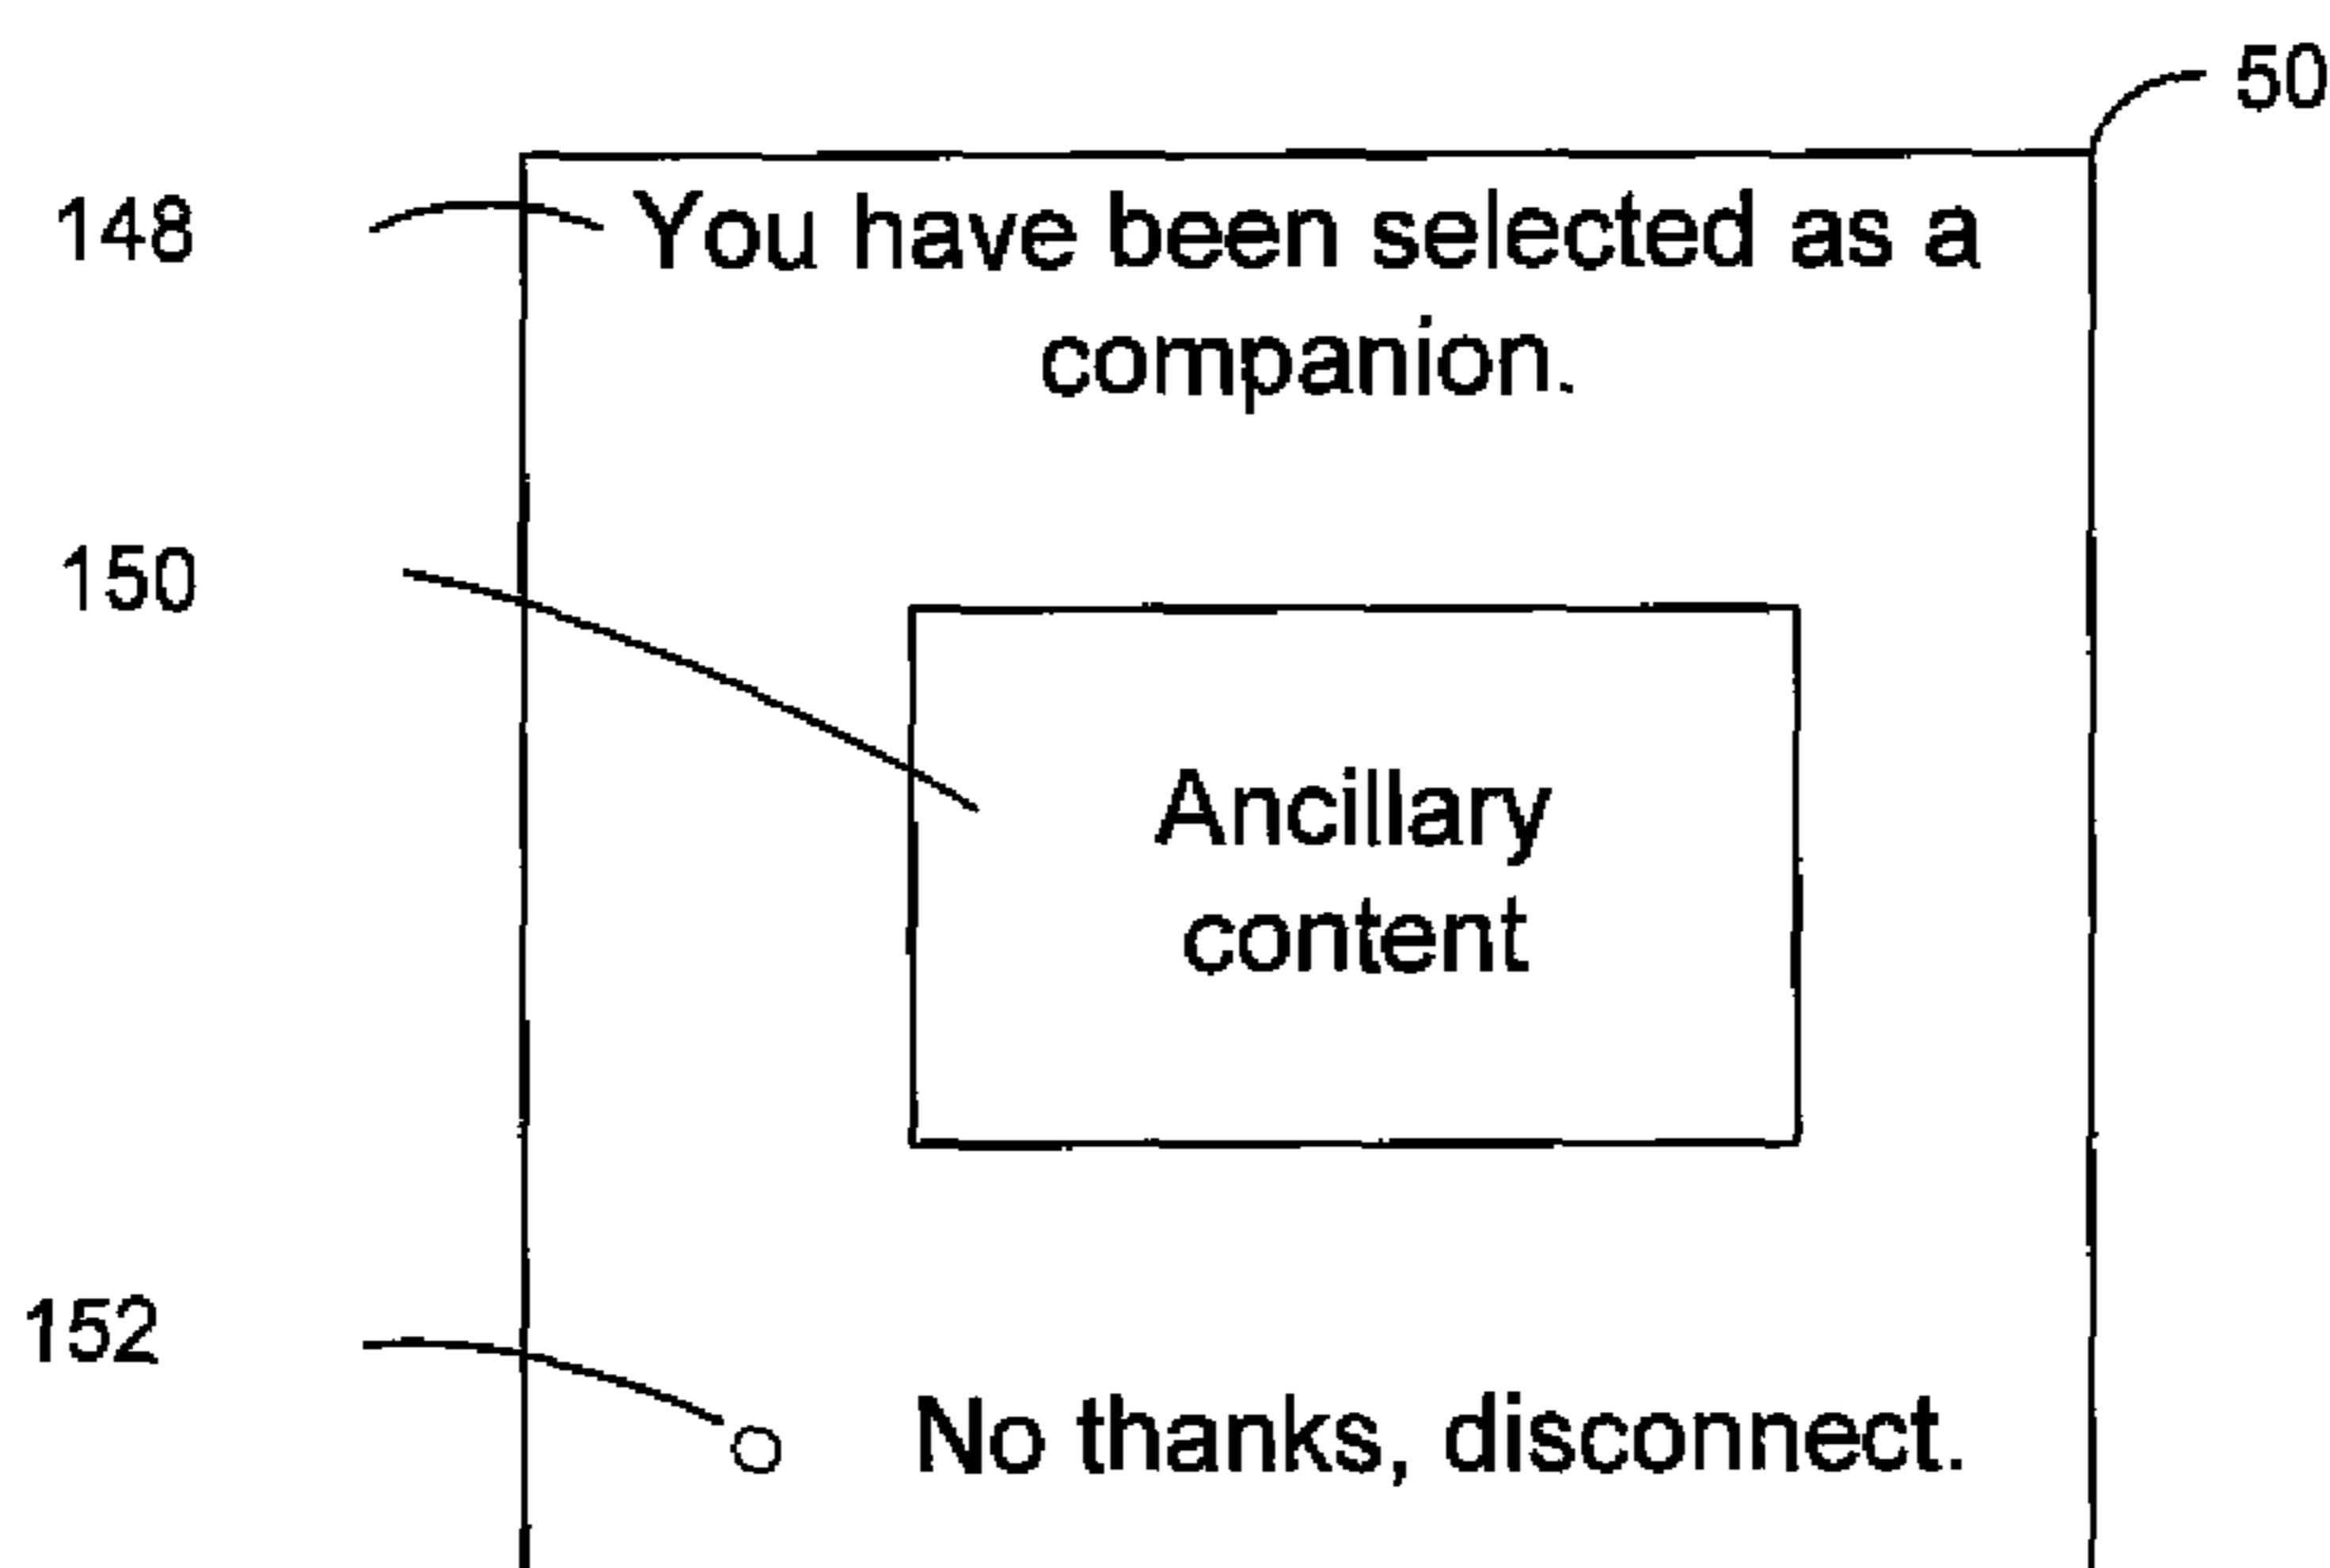 50
148
You have been selected as a
companion.
150
Ancillary
content
152
No thanks, disconnect.